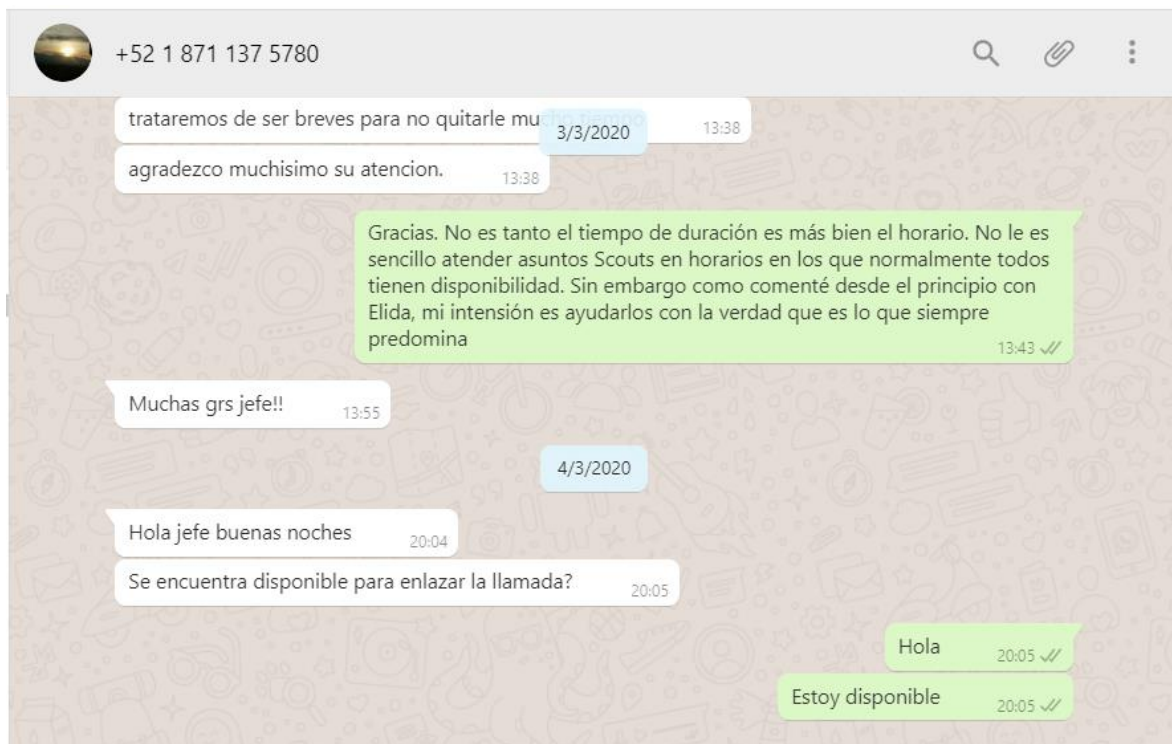 +52 1 871 137 5780
trataremos de ser breves para no quitarle mucho tiempo
13:38
3/3/2020
agradezco muchisimo su atencion.
13:38
Gracias. No es tanto el tiempo de duración es más bien el horario. No le es
sencillo atender asuntos Scouts en horarios en los que normalmente todos
tienen disponibilidad. Sin embargo como comenté desde el principio con
Elida, mi intensión es ayudarlos con la verdad que es lo que siempre
predomina
13:43
Muchas grs jefe!!
13:55
4/3/2020
Hola jefe buenas noches
20:04
Se encuentra disponible para enlazar la llamada?
20:05
Hola
20:05
Estoy disponible
20:05